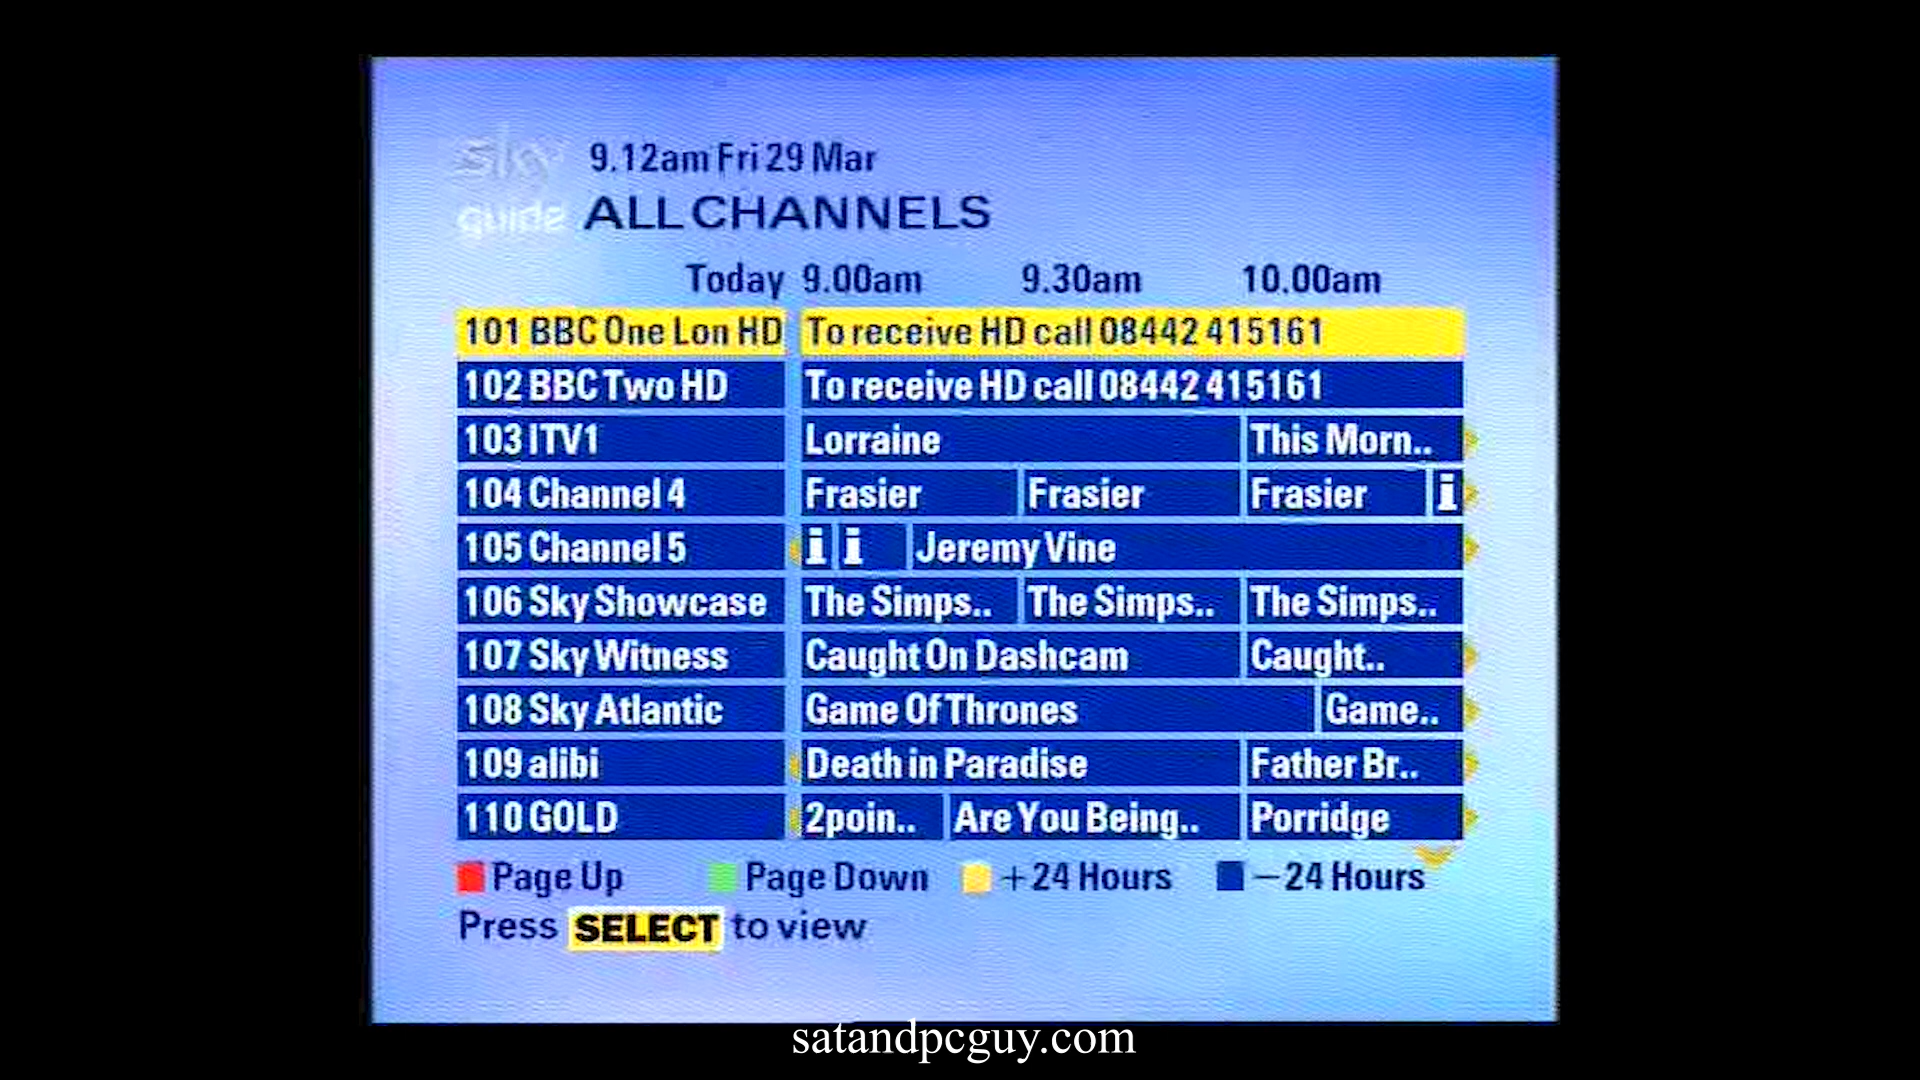 sky 9.12am Fri 29 Mar
guide ALL CHANNELS
Today 9.00am 9.30am 10.00am
101 BBC One Lon HD To receive HD call 08442 415161
102 BBC Two HD To receive HD call 08442 415161
103 ITV1 Lorraine This Morn..
104 Channel 4 Frasier Frasier Frasier i
105 Channel 5 i i Jeremy Vine
106 Sky Showcase The Simps.. The Simps.. The Simps..
107 Sky Witness Caught On Dashcam Caught..
108 Sky Atlantic Game Of Thrones Game..
109 alibi Death in Paradise Father Br..
110 GOLD 2poin.. Are You Being.. Porridge
Page Up Page Down +24 Hours −24 Hours
Press SELECT to view
satandpcguy.com